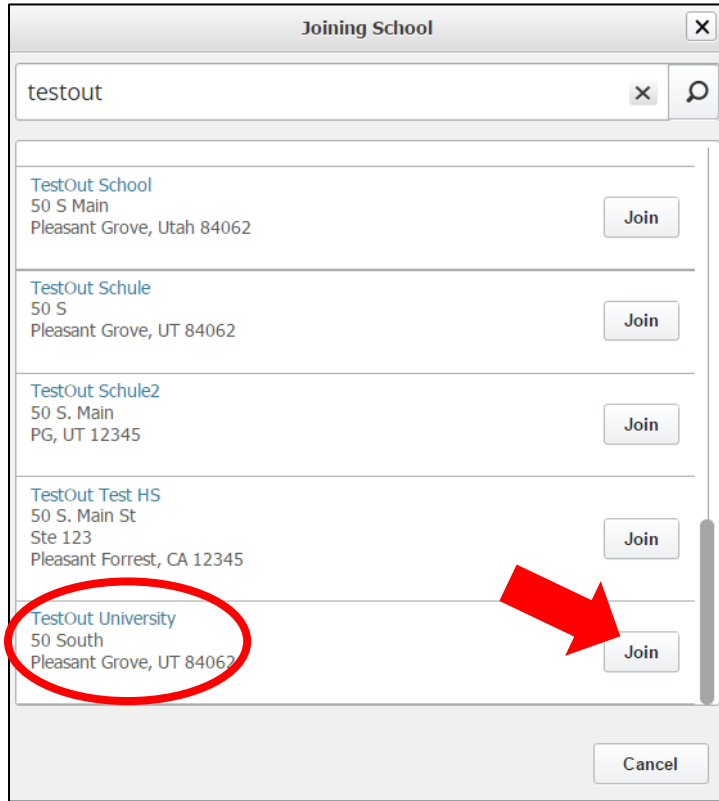 Joining School
testout
TestOut School
50 S Main
Pleasant Grove, Utah 84062
Join
TestOut Schule
50 S
Pleasant Grove, UT 84062
Join
TestOut Schule2
50 S. Main
PG, UT 12345
Join
TestOut Test HS
50 S. Main St
Ste 123
Pleasant Forrest, CA 12345
Join
TestOut University
50 South
Pleasant Grove, UT 84062
Join
Cancel